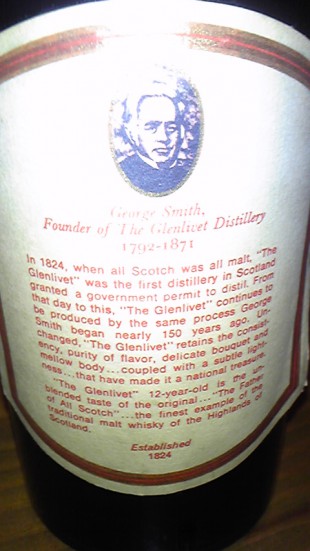 George Smith,
Founder of The Glenlivet Distillery
1792-1871
In 1824, when all Scotch was all malt, "The
Glenlivet" was the first distillery in Scotland
granted a government permit to distil. From
that day to this, "The Glenlivet" continued to
be produced by the same process George
Smith began nearly 150 years ago. Un-
changed, "The Glenlivet" retains the consist-
ency, purity of flavor, delicate bouquet and
mellow body...coupled with a subtle light-
ness...that have made it a national treasure.
"The Glenlivet" 12-year-old is the un-
blended taste of the original..."The Father
of All Scotch"...the finest example of the
traditional malt whisky of the Highlands of
Scotland.
Established
1824